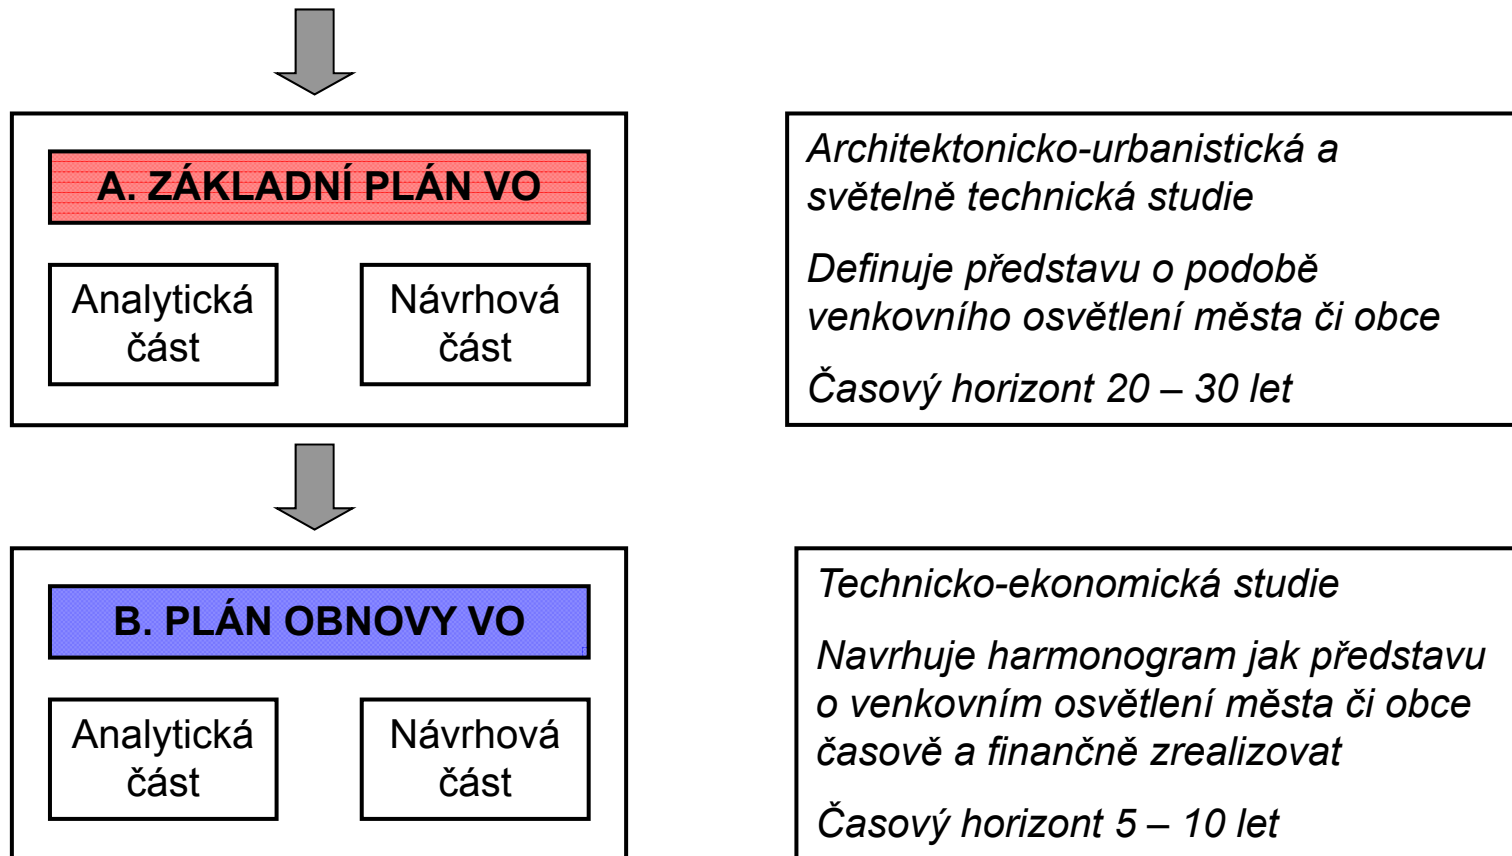 A. ZÁKLADNÍ PLÁN VO
Analytická
část
Návrhová
část
Architektonicko-urbanistická a
světelně technická studie
Definuje představu o podobě
venkovního osvětlení města či obce
Časový horizont 20 – 30 let
B. PLÁN OBNOVY VO
Analytická
část
Návrhová
část
Technicko-ekonomická studie
Navrhuje harmonogram jak představu
o venkovním osvětlení města či obce
časově a finančně zrealizovat
Časový horizont 5 – 10 let